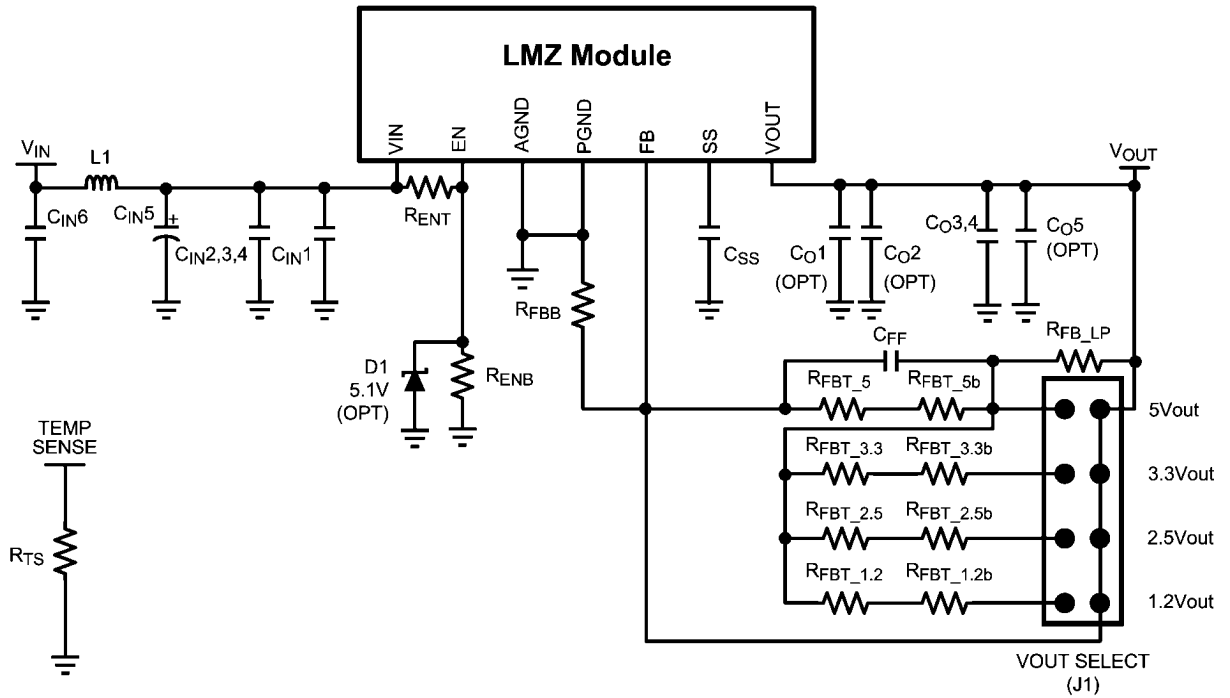 LMZ Module
VIN
EN
AGND
PGND
FB
SS
VOUT
VIN
L1
VOUT
CIN6
CIN5
+
CIN2,3,4
CIN1
RENT
CSS
CO1
(OPT)
CO2
(OPT)
CO3,4
CO5
(OPT)
RFBB
D1
5.1V
(OPT)
RENB
CFF
RFB_LP
RFBT_5
RFBT_5b
5Vout
RFBT_3.3
RFBT_3.3b
3.3Vout
RFBT_2.5
RFBT_2.5b
2.5Vout
RFBT_1.2
RFBT_1.2b
1.2Vout
TEMP
SENSE
RTS
VOUT SELECT
(J1)